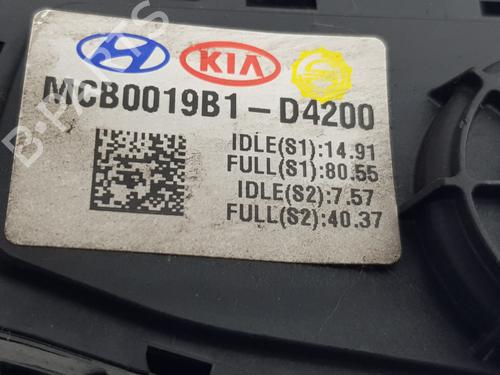 KIA
MCB0019B1-D4200
IDLE(S1):14.91
FULL(S1):80.55
IDLE(S2):7.57
FULL(S2):40.37
B-PARTS